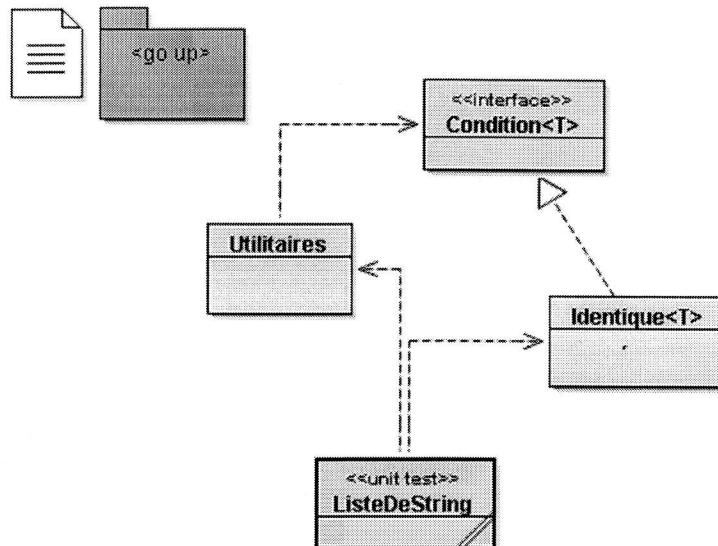 <go up>
<<interface>>
Condition<T>
Utilitaires
Identique<T>
<<unit test>>
ListeDeString